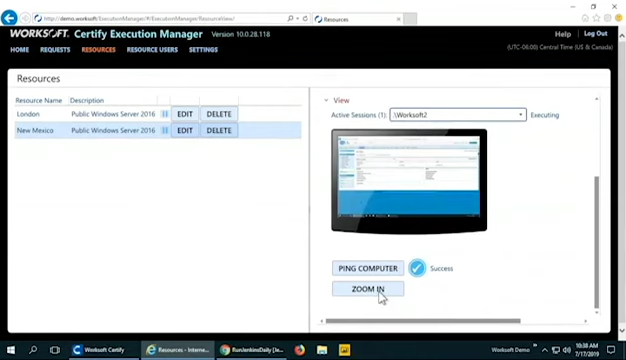 http://demo.worksoft.com/ExecutionManager/#/ExecutionManager/ResourceView/
Resources
WORKSOFT Certify Execution Manager Version 10.0.28.118
Help | Log Out
HOME REQUESTS RESOURCES RESOURCE USERS SETTINGS
(UTC-06:00) Central Time (US & Canada)
Resources
Resource Name Description
London Public Windows Server 2016 EDIT DELETE
New Mexico Public Windows Server 2016 EDIT DELETE
View
Active Sessions (1): .\Worksoft2 Executing
PING COMPUTER Success
ZOOM IN
Worksoft Certify
Resources - Interne...
RunJenkinsDaily [Je...
Worksoft Demo
10:38 AM
7/17/2019